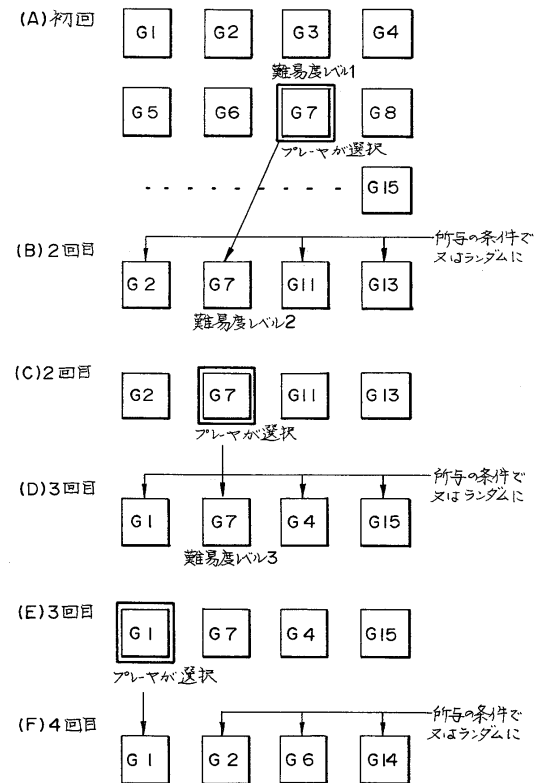 (A)初回 G1 G2 G3 G4
難易度レベル1
G5 G6 G7 G8
プレーヤが選択
- - - - - - - - - - G15
(B)2回目
所与の条件で
又はランダムに
G2 G7 G11 G13
難易度レベル2
(C)2回目
G2 G7 G11 G13
プレーヤが選択
所与の条件で
又はランダムに
(D)3回目
G1 G7 G4 G15
難易度レベル3
(E)3回目
G1 G7 G4 G15
プレーヤが選択
所与の条件で
又はランダムに
(F)4回目
G1 G2 G6 G14